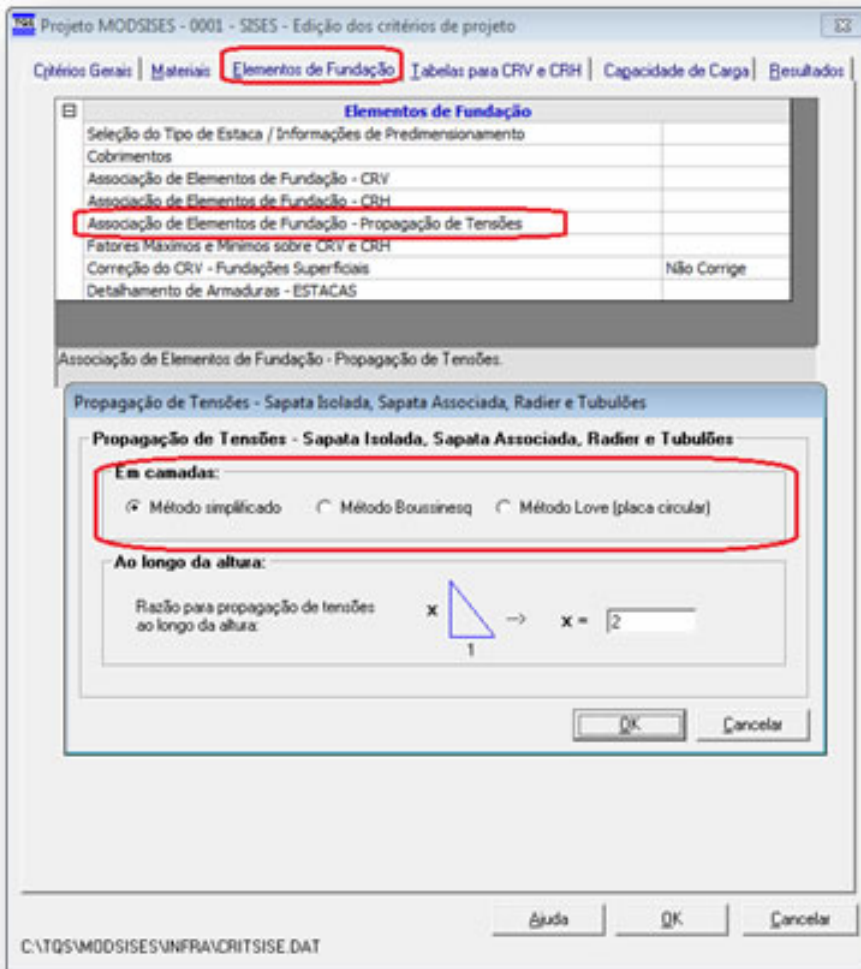 TQS Projeto MODSISES - 0001 - SISES - Edição dos critérios de projeto
Critérios Gerais | Materiais | Elementos de Fundação | Tabelas para CRV e CRH | Capacidade de Carga | Resultados
Elementos de Fundação
Seleção do Tipo de Estaca / Informações de Predimensionamento
Cobrimentos
Associação de Elementos de Fundação - CRV
Associação de Elementos de Fundação - CRH
Associação de Elementos de Fundação - Propagação de Tensões
Fatores Máximos e Mínimos sobre CRV e CRH
Correção do CRV - Fundações Superficiais Não Corrige
Detalhamento de Armaduras - ESTACAS
Associação de Elementos de Fundação - Propagação de Tensões.
Propagação de Tensões - Sapata Isolada, Sapata Associada, Radier e Tubulões
Propagação de Tensões - Sapata Isolada, Sapata Associada, Radier e Tubulões
Em camadas:
Método simplificado Método Boussinesq Método Love (placa circular)
Ao longo da altura:
Razão para propagação de tensões
ao longo da altura:
x
1
--> x = 2
OK Cancelar
Ajuda OK Cancelar
C:\TQS\MODSISES\INFRA\CRITSISE.DAT